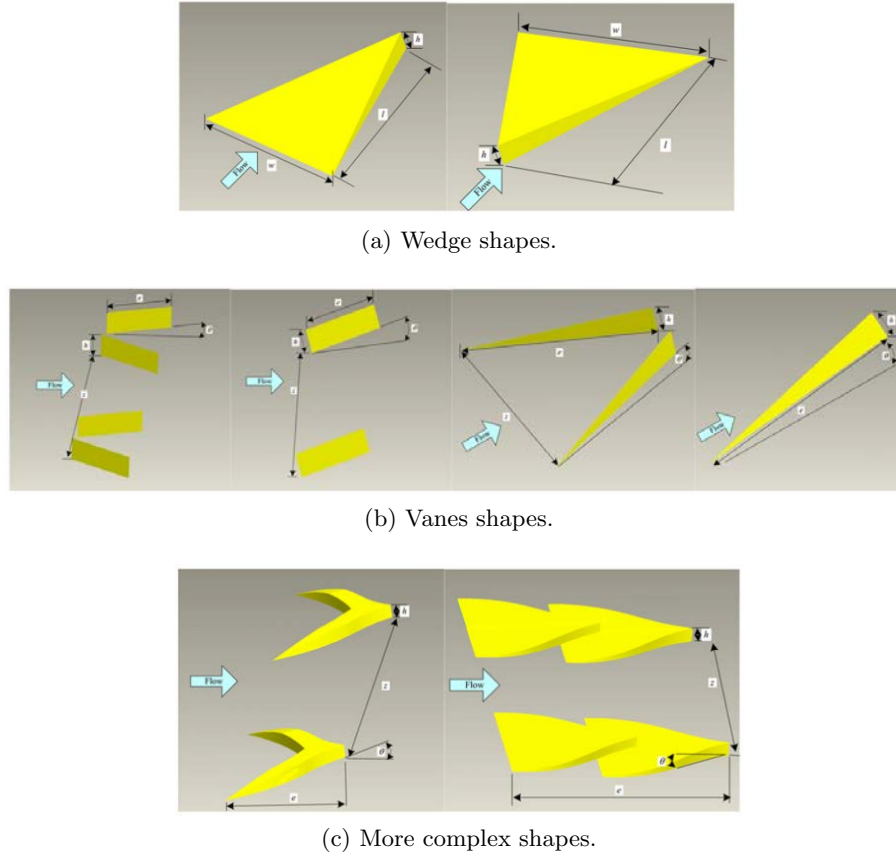 h
w
l
l
w
Flow
h
Flow
(a) Wedge shapes.
e
e
h
θ
h
θ
h
h
e
θ
θ
Flow
Flow
z
z
z
e
Flow
Flow
(b) Vanes shapes.
h
h
Flow
z
Flow
z
θ
θ
e
e
(c) More complex shapes.